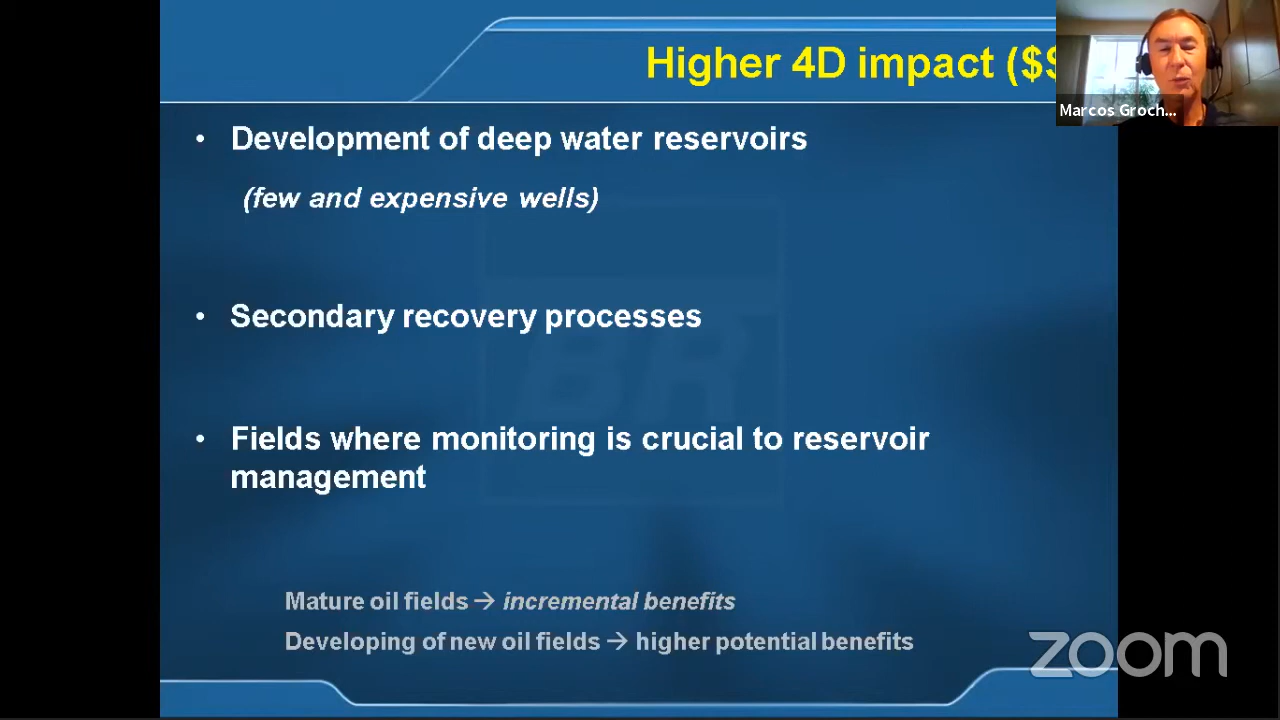 Higher 4D impact ($
Marcos Groch...
• Development of deep water reservoirs
(few and expensive wells)
• Secondary recovery processes
BR
• Fields where monitoring is crucial to reservoir
management
Mature oil fields → incremental benefits
Developing of new oil fields → higher potential benefits
zoom